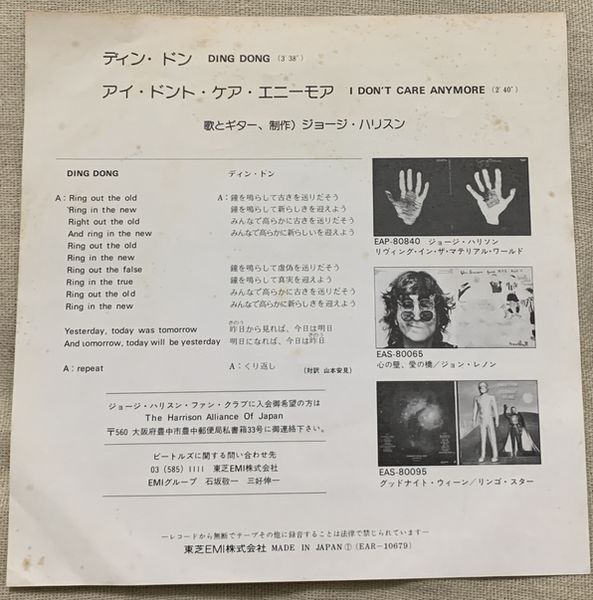 ディン・ドン DING DONG (3′38″)
アイ・ドント・ケア・エニーモア I DON'T CARE ANYMORE (2′40″)
歌とギター、制作) ジョージ・ハリスン
DING DONG
A : Ring out the old
Ring in the new
Right out the old
And ring in the new
Ring out the old
Ring in the new
Ring out the false
Ring in the true
Ring out the old
Ring in the new
Yesterday, today was tomorrow
And tomorrow, today will be yesterday
A : repeat
ディン・ドン
A : 鐘を鳴らして古きを送りだそう
鐘を鳴らして新らしきを迎えよう
みんなで高らかに古きを送りだそう
みんなで高らかに新らしいを迎えよう
鐘を鳴らして虚偽を送りだそう
鐘を鳴らして真実を迎えよう
みんなで高らかに古きを送りだそう
みんなで高らかに新らしきを迎えよう
昨日から見れば、今日は明日
明日になれば、今日は昨日
A : くり返し
(対訳 山本安見)
EAP-80840 ジョージ・ハリソン
リヴィング・イン・ザ・マテリアル・ワールド
EAS-80065
心の壁、愛の橋／ジョン・レノン
EAS-80095
グッドナイト・ウィーン／リンゴ・スター
ジョージ・ハリスン・ファン・クラブに入会御希望の方は
The Harrison Alliance Of Japan
〒560 大阪府豊中市豊中郵便局私書箱33号に御連絡下さい。
ビートルズに関する問い合わせ先
03 (585) 1111 東芝EMI株式会社
EMIグループ 石坂敬一 三好伸一
―レコードから無断でテープその他に録音することは法律で禁じられています―
東芝EMI株式会社 MADE IN JAPAN ① (EAR-10679)